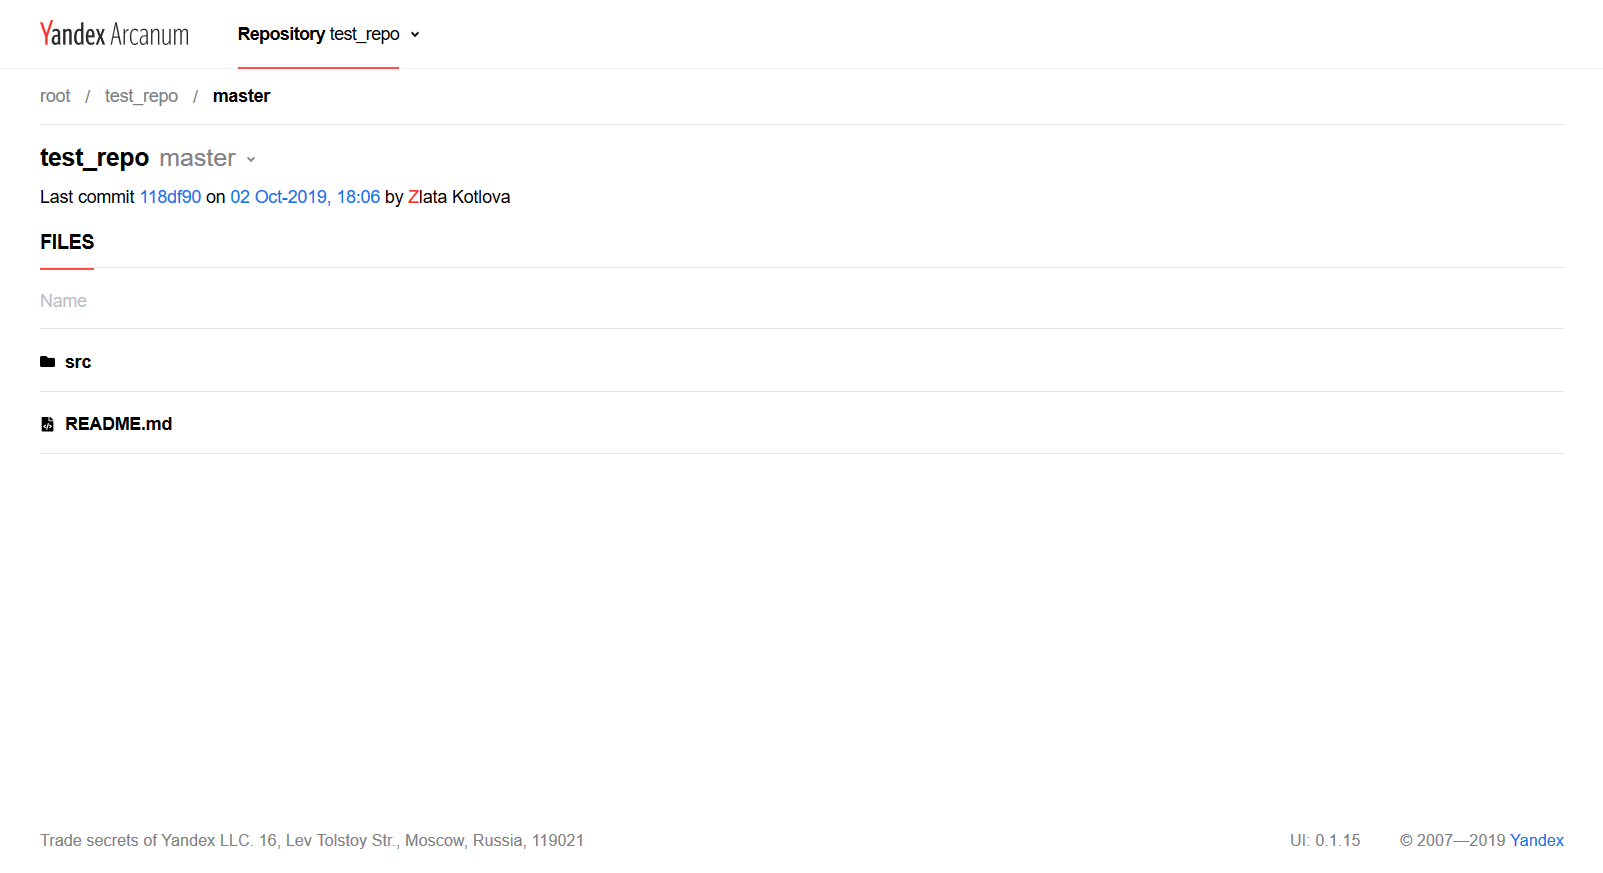 Yandex Arcanum
Repository test_repo
root / test_repo / master
test_repo master
Last commit 118df90 on 02 Oct-2019, 18:06 by Zlata Kotlova
FILES
Name
src
README.md
Trade secrets of Yandex LLC. 16, Lev Tolstoy Str., Moscow, Russia, 119021
UI: 0.1.15
© 2007—2019 Yandex